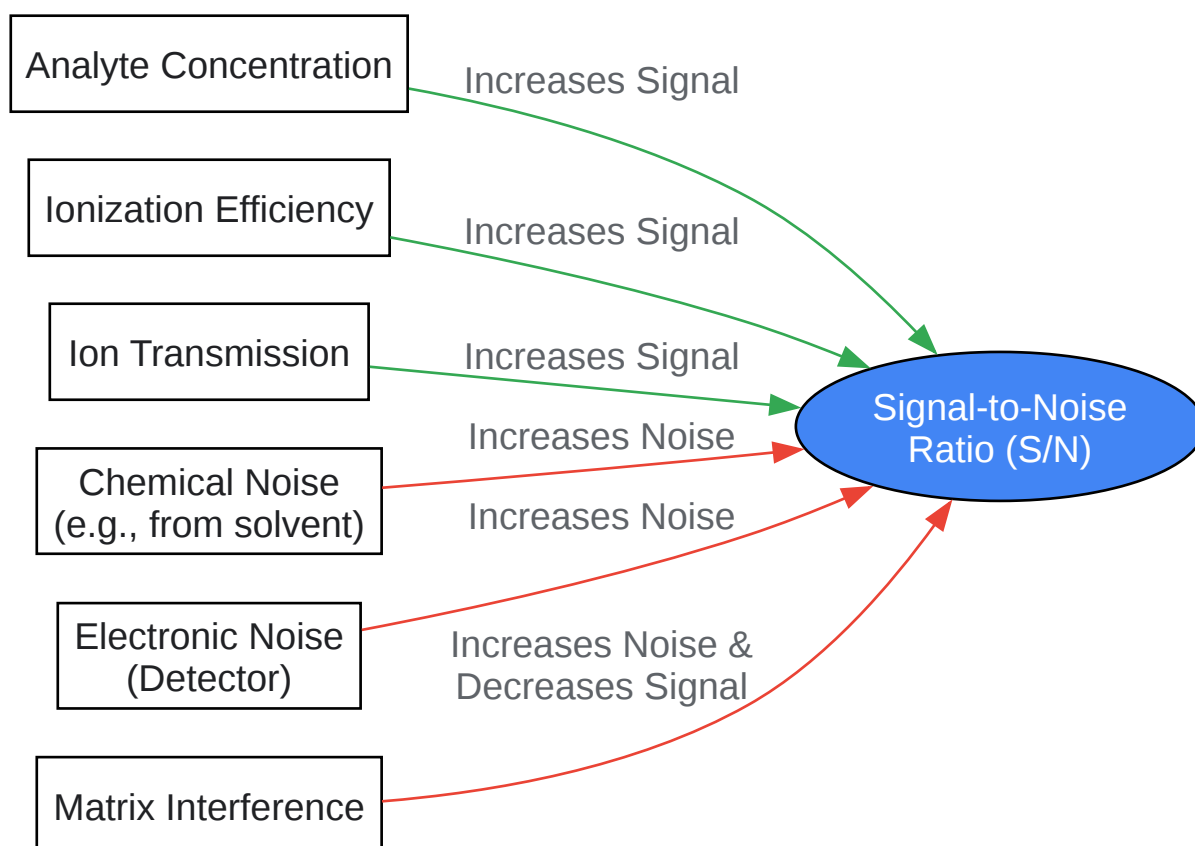 Analyte Concentration
Increases Signal
Ionization Efficiency
Increases Signal
Ion Transmission
Increases Signal
Signal-to-Noise
Ratio (S/N)
Increases Noise
Chemical Noise
(e.g., from solvent)
Increases Noise
Electronic Noise
(Detector)
Increases Noise &
Decreases Signal
Matrix Interference